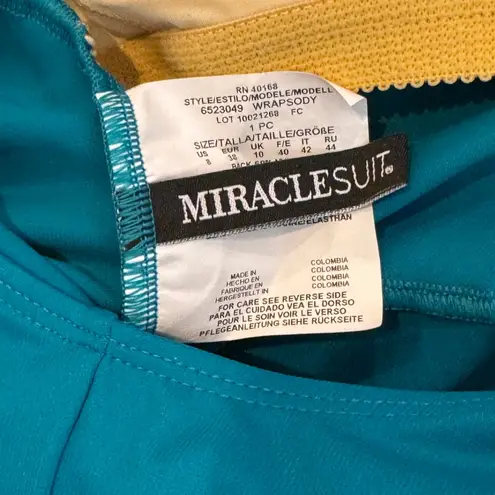 RN 40168
STYLE/ESTILO/MODELE/MODELL
6523049 WRAPSODY
LOT 10021268 FC
1 PC
SIZE/TALLA/TAILLE/GRÖßE
US EUR UK F/E IT RU
8 38 10 40 42 44
BACK
MIRACLESUIT®
ELASTHAN
MADE IN COLOMBIA
HECHO EN COLOMBIA
FABRIQUE EN COLOMBIA
HERGESTELLT IN COLOMBIA
FOR CARE SEE REVERSE SIDE
PARA EL CUIDADO VEA EL DORSO
POUR LE SOIN VOIR LE VERSO
PFLEGEANLEITUNG SIEHE RÜCKSEITE